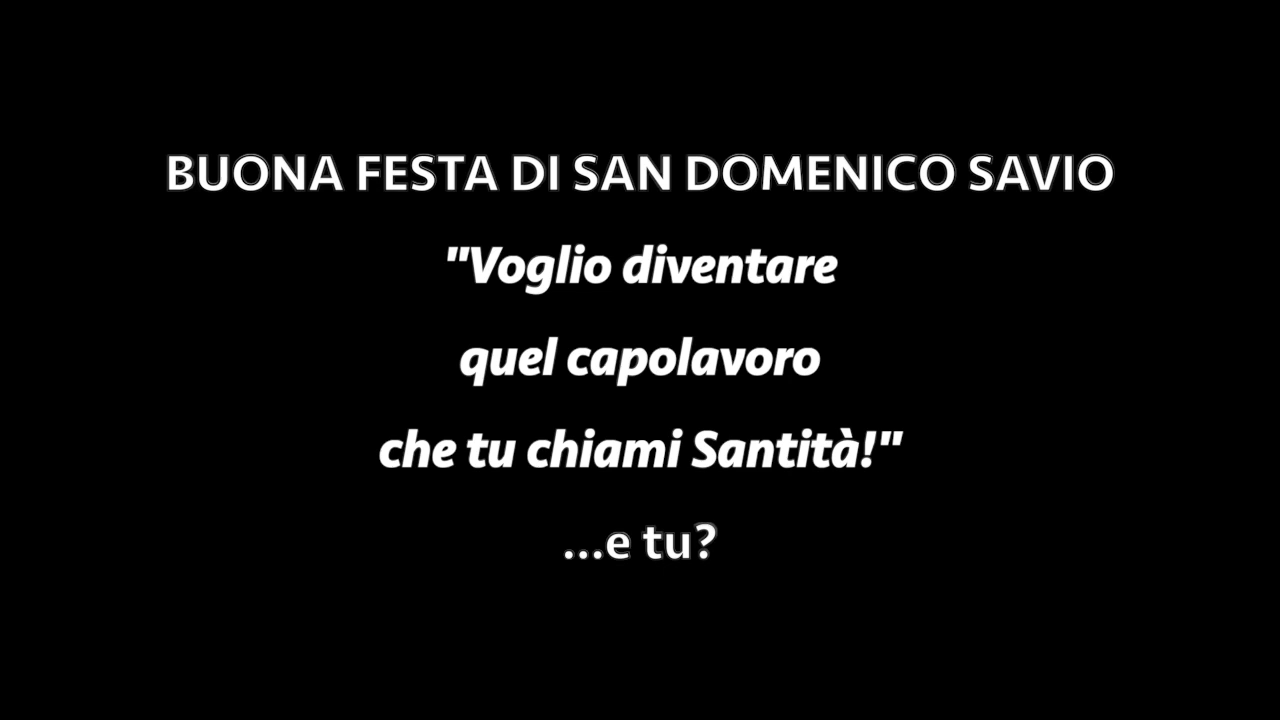 BUONA FESTA DI SAN DOMENICO SAVIO
"Voglio diventare
quel capolavoro
che tu chiami Santità!"
...e tu?